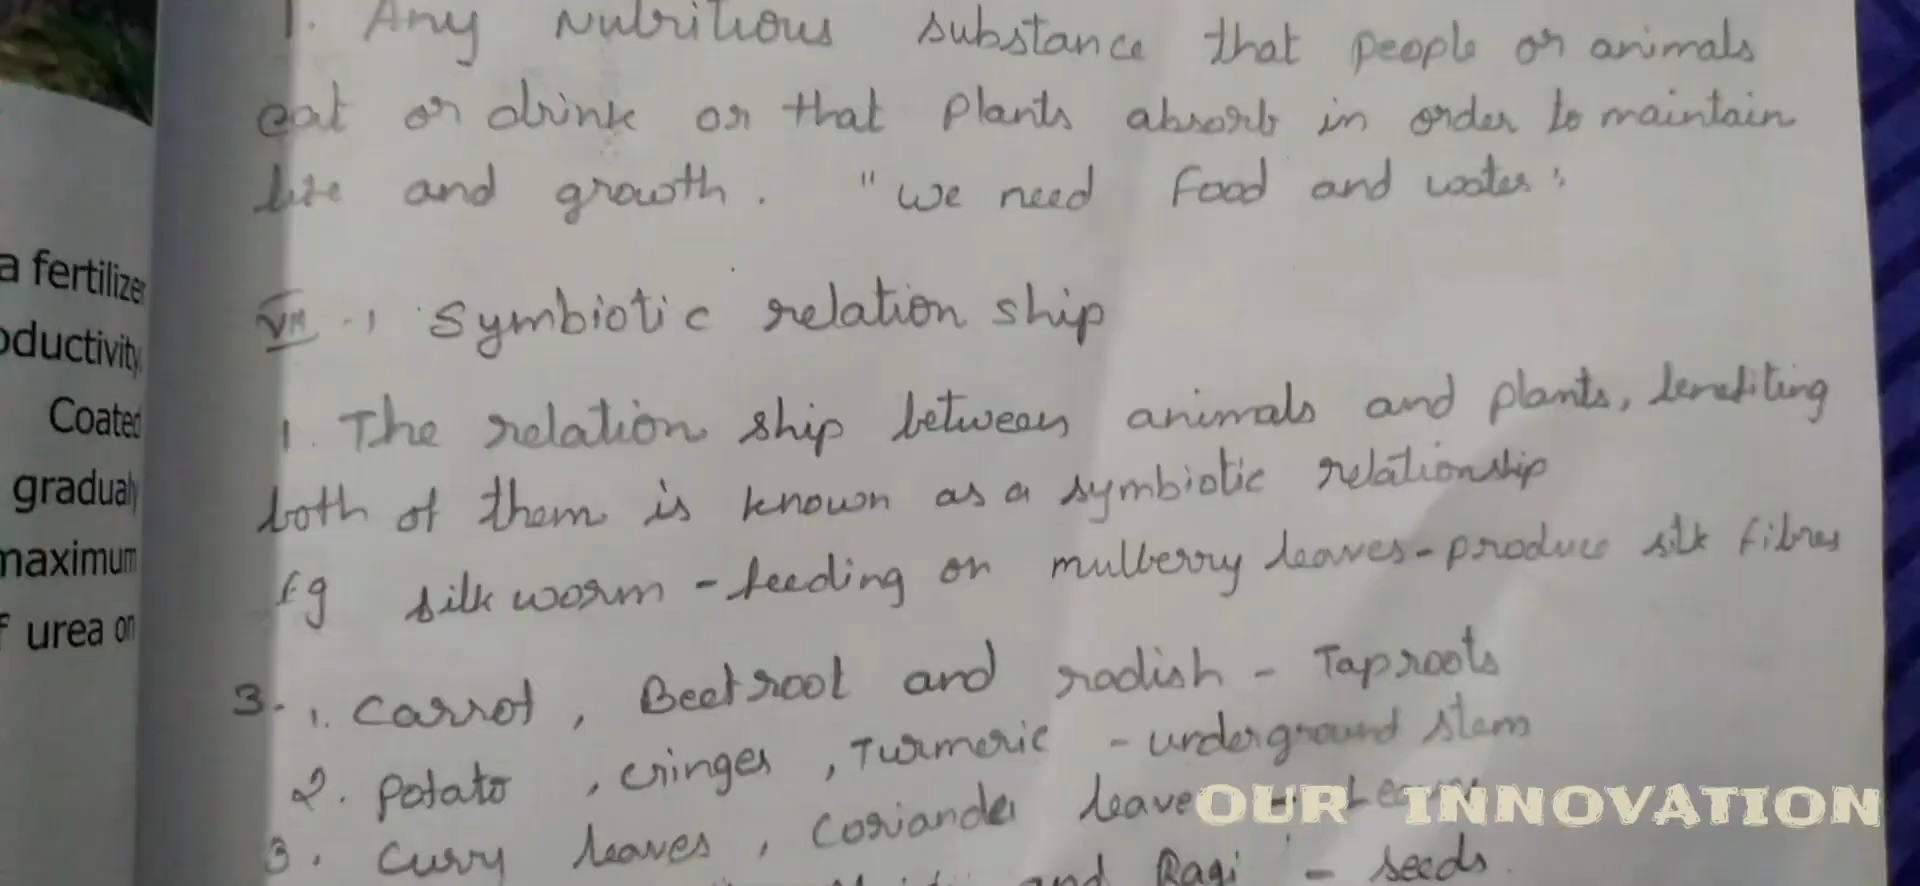 1. Any Nutritious substance that people or animals
eat or drink or that plants absorb in order to maintain
life and growth. "We need Food and water"
VII . 1 Symbiotic relation ship
1. The relation ship between animals and plants, benefiting
both of them is known as a symbiotic relationship
Eg silk worm - feeding on mulberry leaves - produce silk fibres
3. 1. Carrot, Beetroot and radish - Taproots
2. Potato, Cringes, Turmeric - underground stem
3. Curry leaves, Coriander leave
and Ragi - seeds.
a fertilizer
oductivity.
Coated
gradualy
maximum
f urea on
OUR INNOVATION